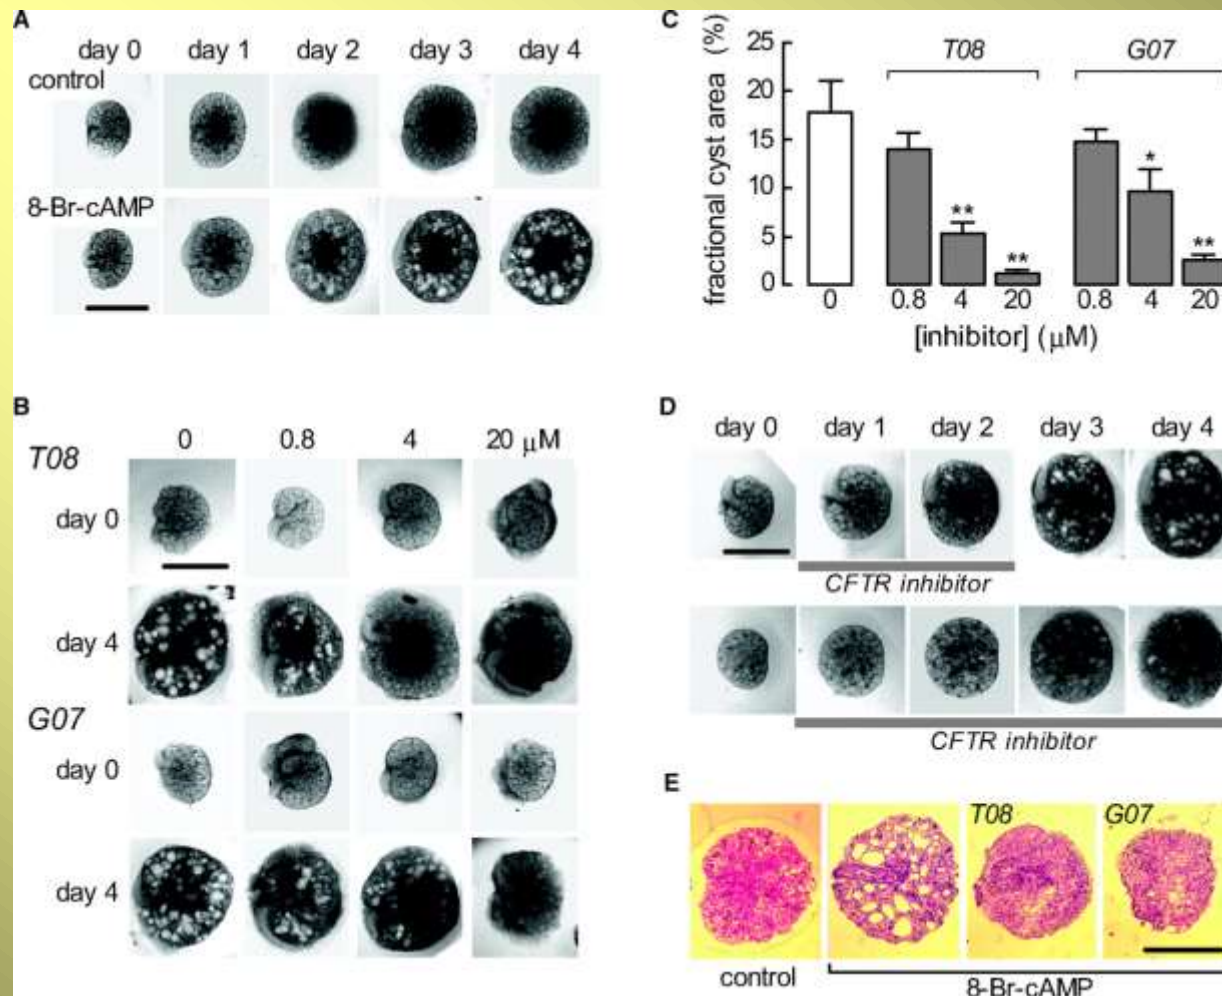 A
day 0 day 1 day 2 day 3 day 4
control
8-Br-cAMP
B
0 0.8 4 20 μM
T08
day 0
day 4
G07
day 0
day 4
C
fractional cyst area (%)
25
20
15
10
5
0
T08 G07
* 
**
**
**
0 0.8 4 20 0.8 4 20
[inhibitor] (μM)
D
day 0 day 1 day 2 day 3 day 4
CFTR inhibitor
CFTR inhibitor
E
T08 G07
control
8-Br-cAMP